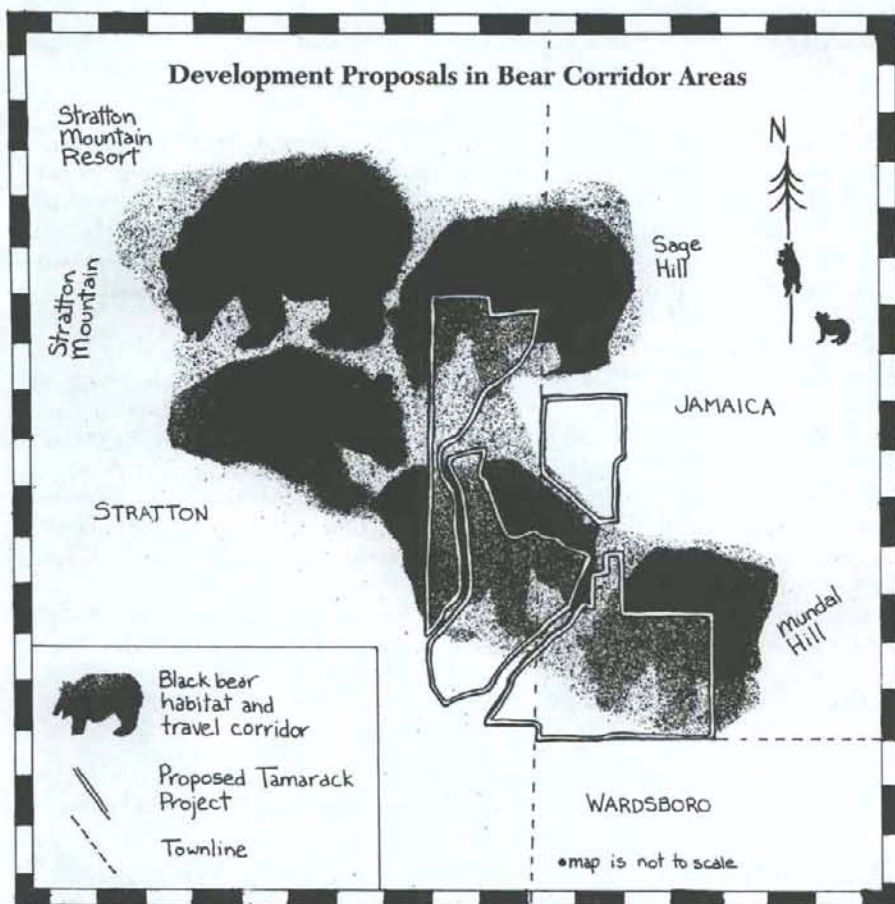 Development Proposals in Bear Corridor Areas
Stratton
Mountain
Resort
N
Sage
Hill
Stratton
Mountain
JAMAICA
STRATTON
Mundal
Hill
Black bear
habitat and
travel corridor
Proposed Tamarack
Project
Townline
WARDSBORO
•map is not to scale